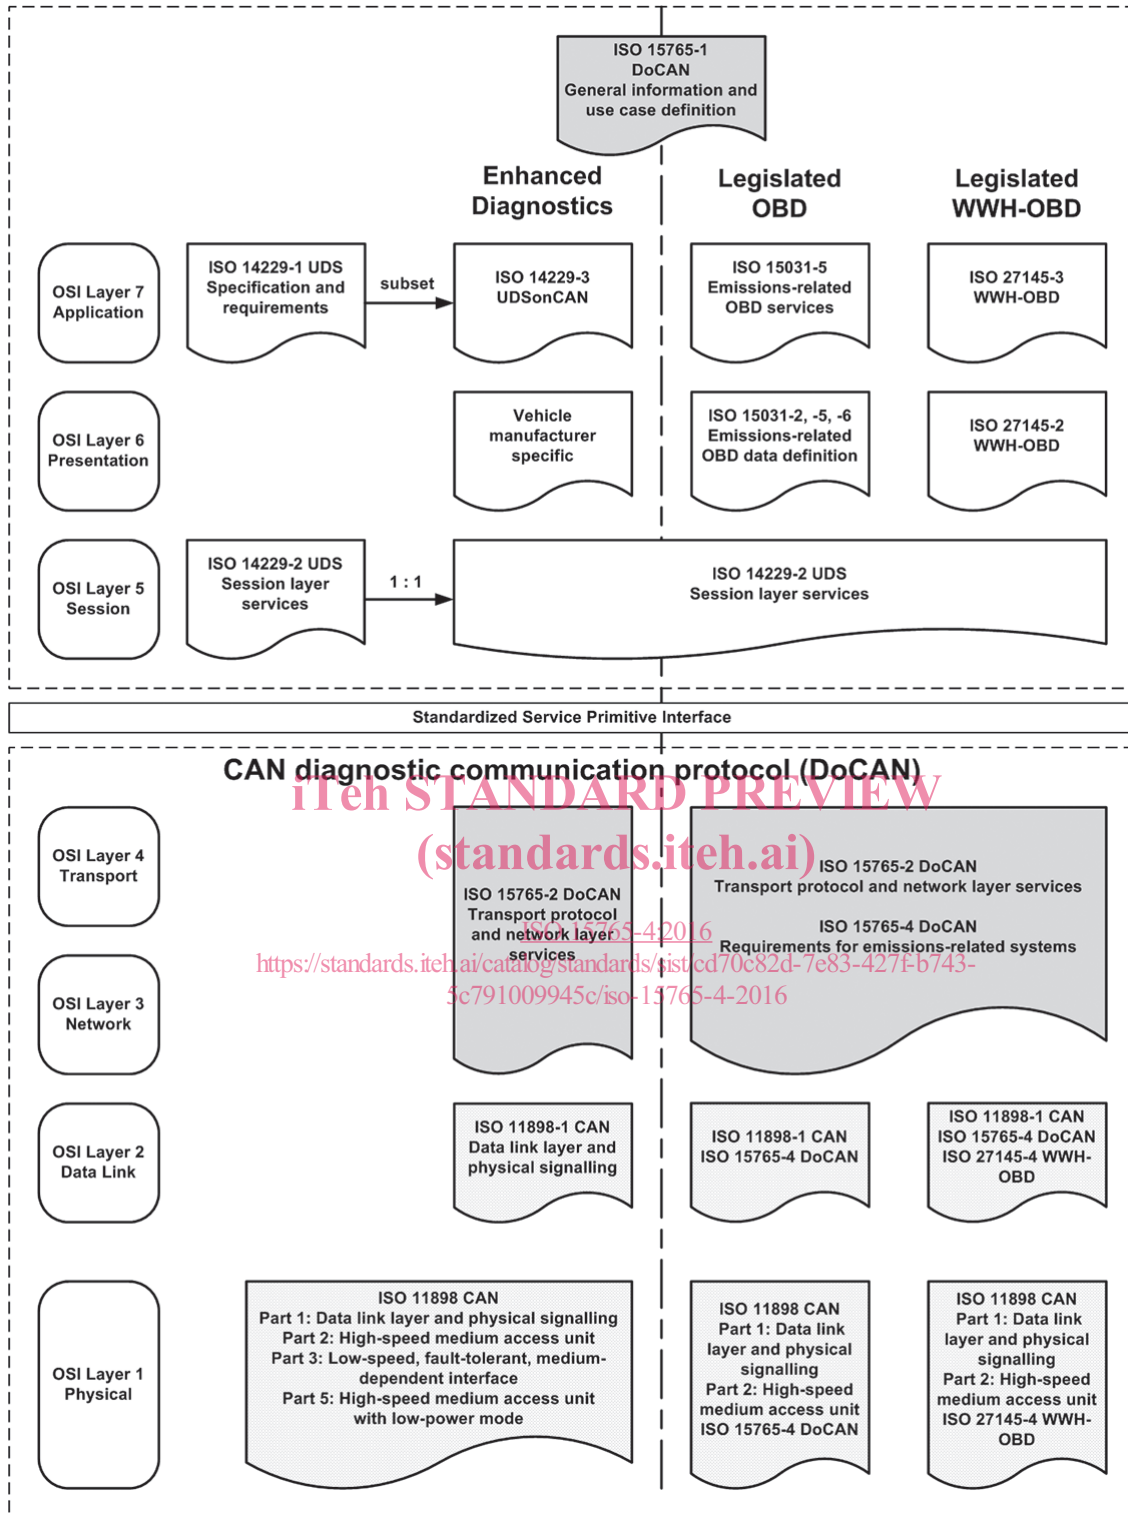 ISO 15765-1
DoCAN
General information and
use case definition
Enhanced
Diagnostics
Legislated
OBD
Legislated
WWH-OBD
OSI Layer 7
Application
ISO 14229-1 UDS
Specification and
requirements
subset
ISO 14229-3
UDSonCAN
ISO 15031-5
Emissions-related
OBD services
ISO 27145-3
WWH-OBD
OSI Layer 6
Presentation
Vehicle
manufacturer
specific
ISO 15031-2, -5, -6
Emissions-related
OBD data definition
ISO 27145-2
WWH-OBD
OSI Layer 5
Session
ISO 14229-2 UDS
Session layer
services
1 : 1
ISO 14229-2 UDS
Session layer services
Standardized Service Primitive Interface
CAN diagnostic communication protocol (DoCAN)
iTeh STANDARD PREVIEW
(standards.iteh.ai)
OSI Layer 4
Transport
ISO 15765-2 DoCAN
Transport protocol
and network layer
services
ISO 15765-2 DoCAN
Transport protocol and network layer services
ISO 15765-4 DoCAN
Requirements for emissions-related systems
ISO 15765-4:2016
https://standards.iteh.ai/catalog/standards/sist/cd70c82d-7e83-427f-b743-
5c791009945c/iso-15765-4-2016
OSI Layer 3
Network
OSI Layer 2
Data Link
ISO 11898-1 CAN
Data link layer and
physical signalling
ISO 11898-1 CAN
ISO 15765-4 DoCAN
ISO 11898-1 CAN
ISO 15765-4 DoCAN
ISO 27145-4 WWH-
OBD
OSI Layer 1
Physical
ISO 11898 CAN
Part 1: Data link layer and physical signalling
Part 2: High-speed medium access unit
Part 3: Low-speed, fault-tolerant, medium-
dependent interface
Part 5: High-speed medium access unit
with low-power mode
ISO 11898 CAN
Part 1: Data link
layer and physical
signalling
Part 2: High-speed
medium access unit
ISO 15765-4 DoCAN
ISO 11898 CAN
Part 1: Data link
layer and physical
signalling
Part 2: High-speed
medium access unit
ISO 27145-4 WWH-
OBD